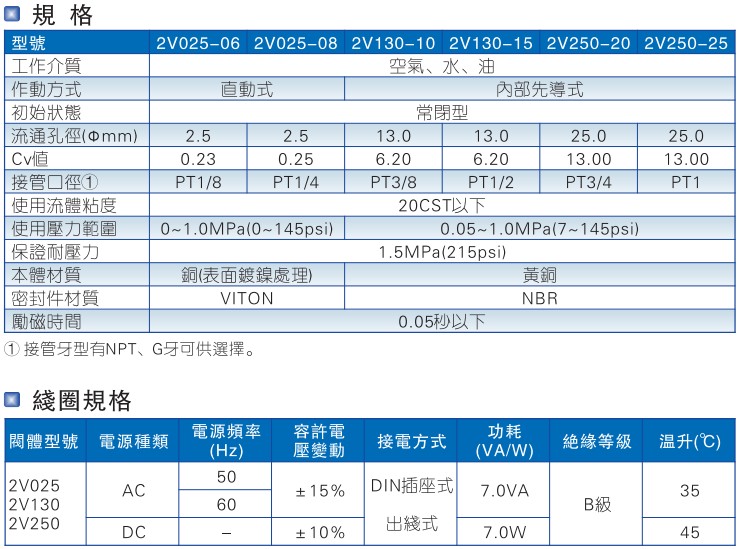 規 格
型號 2V025-06 2V025-08 2V130-10 2V130-15 2V250-20 2V250-25
工作介質 空氣、水、油
作動方式 直動式 內部先導式
初始狀態 常閉型
流通孔徑(Φmm) 2.5 2.5 13.0 13.0 25.0 25.0
Cv值 0.23 0.25 6.20 6.20 13.00 13.00
接管口徑① PT1/8 PT1/4 PT3/8 PT1/2 PT3/4 PT1
使用流體粘度 20CST以下
使用壓力範圍 0~1.0MPa(0~145psi) 0.05~1.0MPa(7~145psi)
保證耐壓力 1.5MPa(215psi)
本體材質 銅(表面鍍鎳處理) 黃銅
密封件材質 VITON NBR
勵磁時間 0.05秒以下
① 接管牙型有NPT、G牙可供選擇。
綫圈規格
閥體型號 電源種類 電源頻率 (Hz) 容許電 壓變動 接電方式 功耗 (VA/W) 絶緣等級 温升(℃)
2V025
2V130
2V250
AC 50 60 ±15% DIN插座式 7.0VA B級 35
出綫式
DC – ±10% 7.0W 45